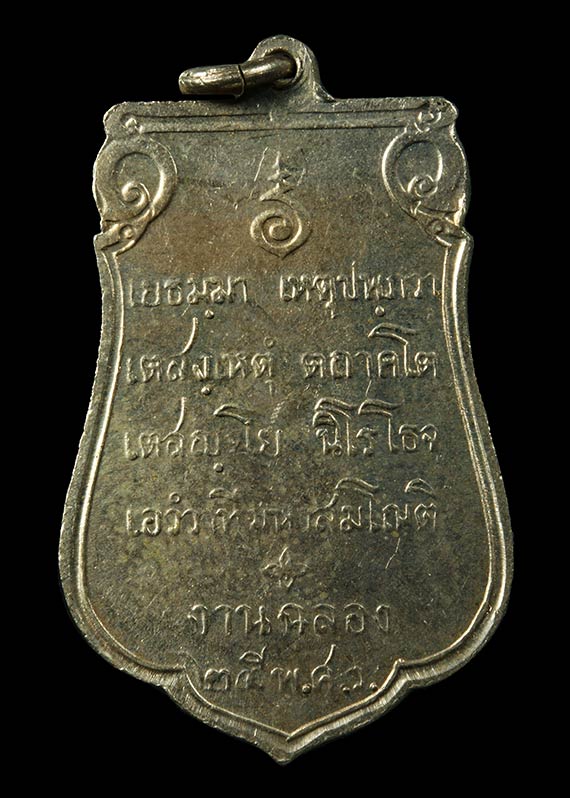 เยธมฺมา เหตุปฺพฺภวา
เตสํเหตุํ ตถาคโต
เตสญฺจโย นิโรโธจ
เอวํวาทีมหาสมโณติ
งานฉลอง
๒๕ พ.ศ.ว.